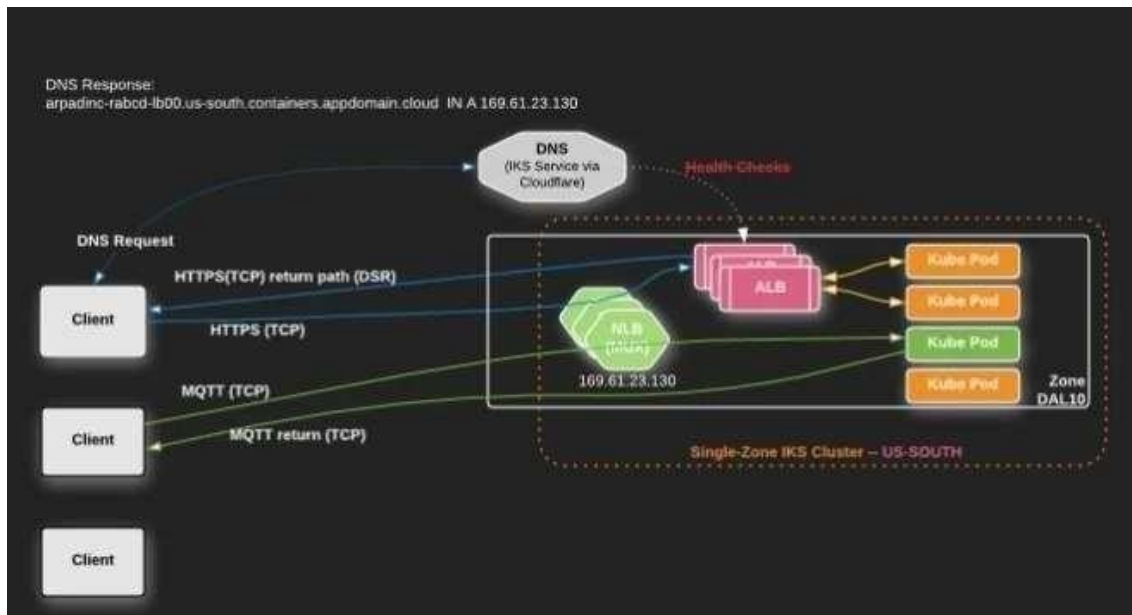 DNS Response:
arpadinc-rabcd-lb00.us-south.containers.appdomain.cloud IN A 169.61.23.130
DNS
(IKS Service via
Cloudflare)
Health Checks
DNS Request
HTTPS(TCP) return path (DSR)
ALB
Kube Pod
Client
HTTPS (TCP)
ALB
Kube Pod
NLB
(MUX)
Kube Pod
169.61.23.130
Kube Pod
Zone
DAL10
MQTT (TCP)
Client
MQTT return (TCP)
Single-Zone IKS Cluster -- US-SOUTH
Client